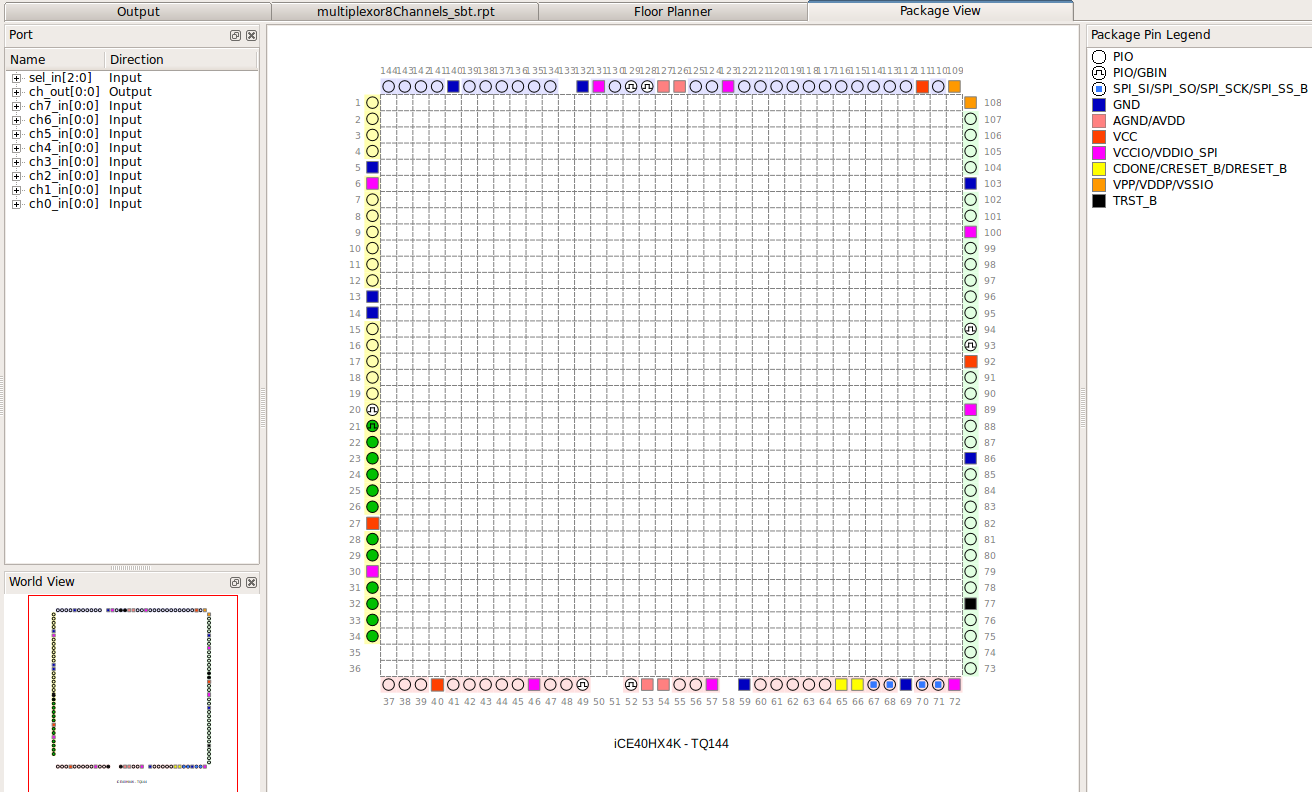 Output
multiplexor8Channels_sbt.rpt
Floor Planner
Package View
Port
Name Direction
sel_in[2:0] Input
ch_out[0:0] Output
ch7_in[0:0] Input
ch6_in[0:0] Input
ch5_in[0:0] Input
ch4_in[0:0] Input
ch3_in[0:0] Input
ch2_in[0:0] Input
ch1_in[0:0] Input
ch0_in[0:0] Input
World View
144 143 142 141 140 139 138 137 136 135 134 133 132 131 130 129 128 127 126 125 124 123 122 121 120 119 118 117 116 115 114 113 112 111 110 109
1 108
2 107
3 106
4 105
5 104
6 103
7 102
8 101
9 100
10 99
11 98
12 97
13 96
14 95
15 94
16 93
17 92
18 91
19 90
20 89
21 88
22 87
23 86
24 85
25 84
26 83
27 82
28 81
29 80
30 79
31 78
32 77
33 76
34 75
35 74
36 73
37 38 39 40 41 42 43 44 45 46 47 48 49 50 51 52 53 54 55 56 57 58 59 60 61 62 63 64 65 66 67 68 69 70 71 72
iCE40HX4K - TQ144
Package Pin Legend
PIO
PIO/GBIN
SPI_SI/SPI_SO/SPI_SCK/SPI_SS_B
GND
AGND/AVDD
VCC
VCCIO/VDDIO_SPI
CDONE/CRESET_B/DRESET_B
VPP/VDDP/VSSIO
TRST_B